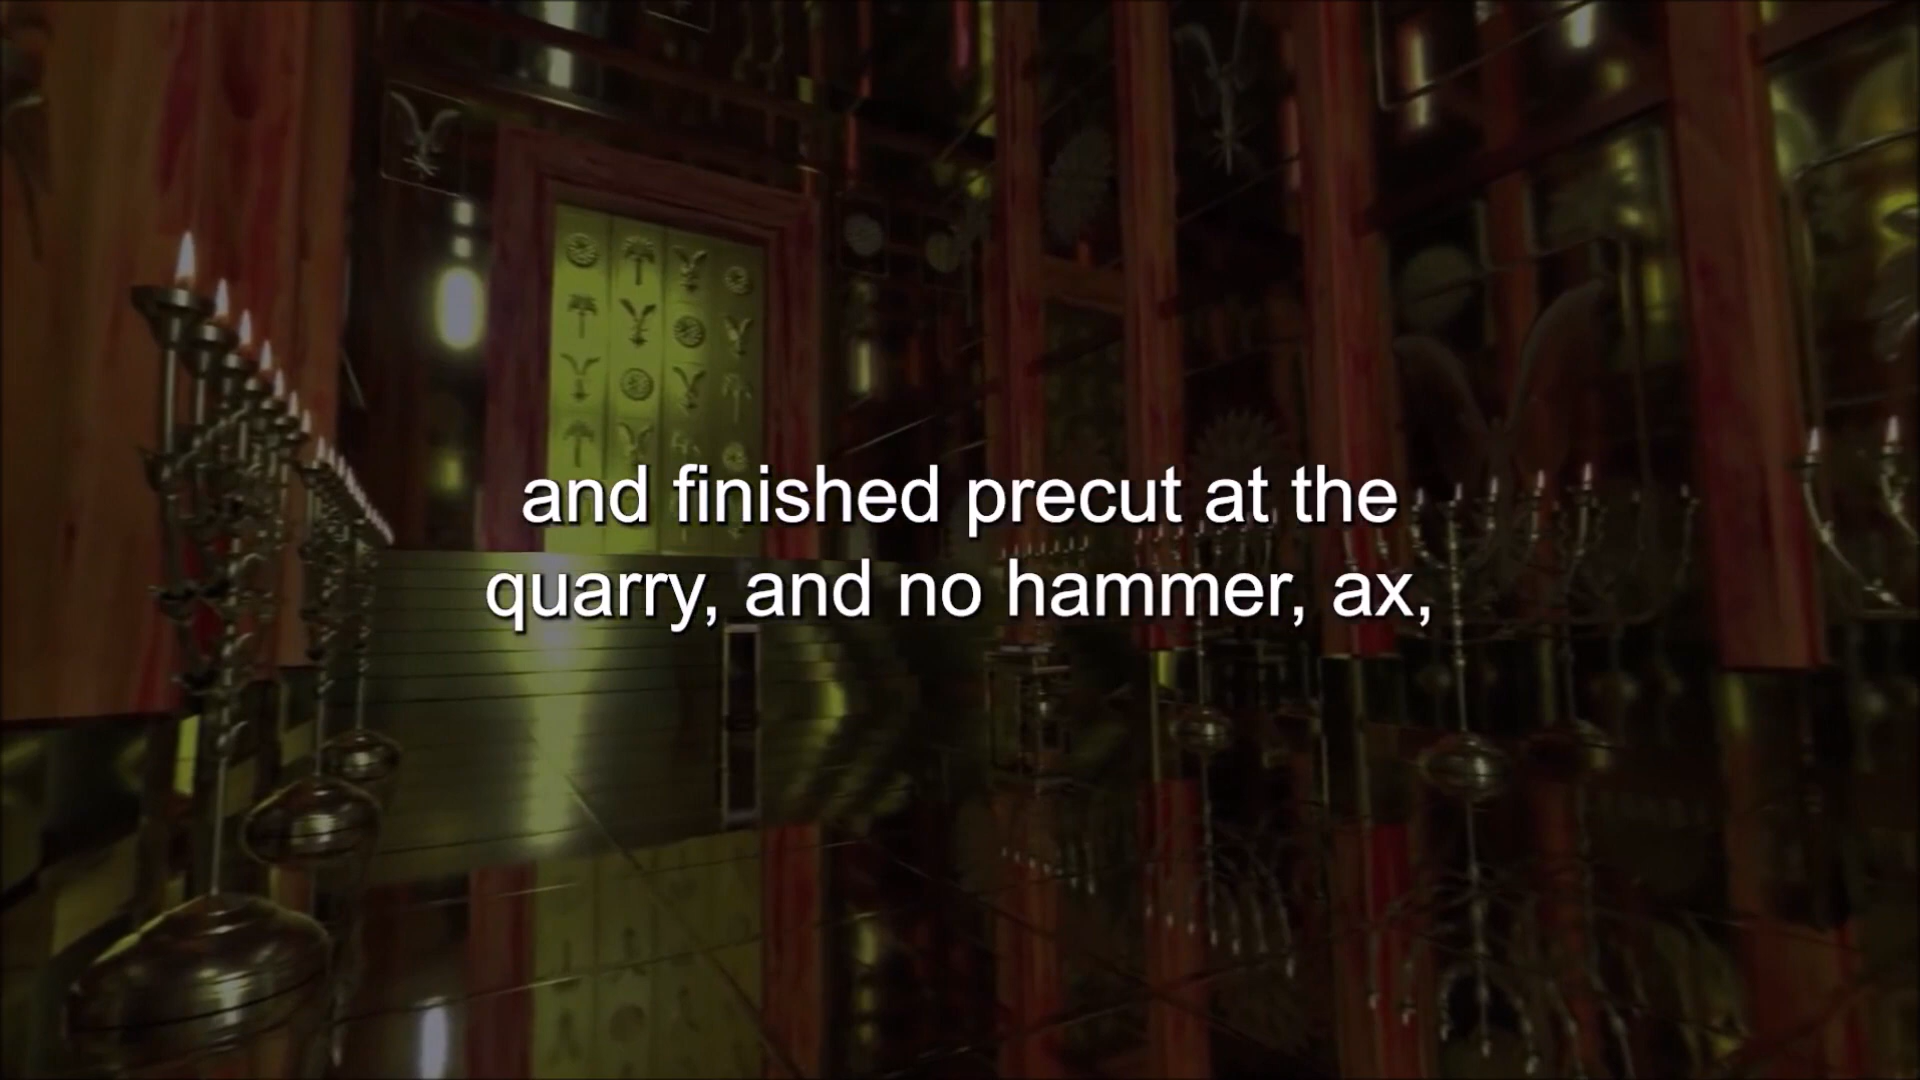 and finished precut at the
quarry, and no hammer, ax,